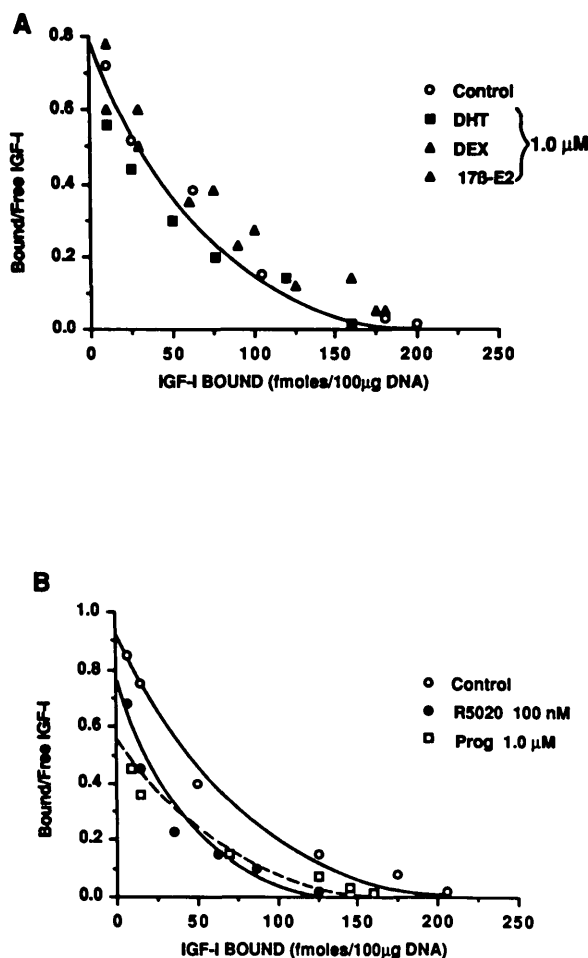 A
Bound/Free IGF-I
0.8
0.6
0.4
0.2
0.0
0 50 100 150 200 250
IGF-I BOUND (fmoles/100µg DNA)
Control
DHT
DEX
17ß-E2
1.0 µM
B
Bound/Free IGF-I
1.0
0.8
0.6
0.4
0.2
0.0
0 50 100 150 200 250
IGF-I BOUND (fmoles/100µg DNA)
Control
R5020 100 nM
Prog 1.0 µM